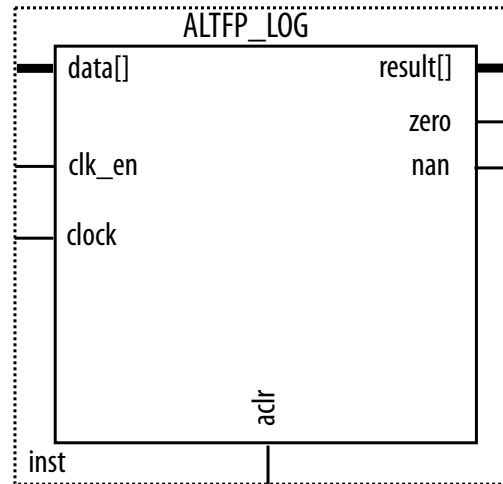 ALTFP_LOG
data[]
result[]
zero
clk_en
nan
clock
aclr
inst